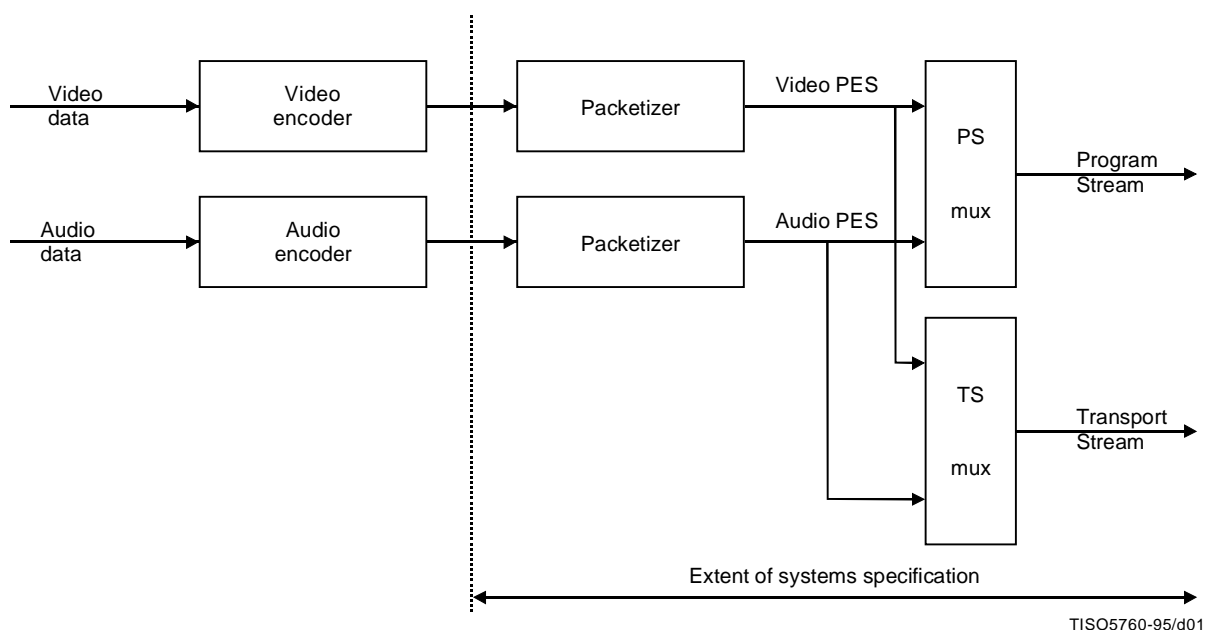 Video
data
Video
encoder
Packetizer
Video PES
PS
mux
Program
Stream
Audio
data
Audio
encoder
Packetizer
Audio PES
TS
mux
Transport
Stream
Extent of systems specification
TISO5760-95/d01